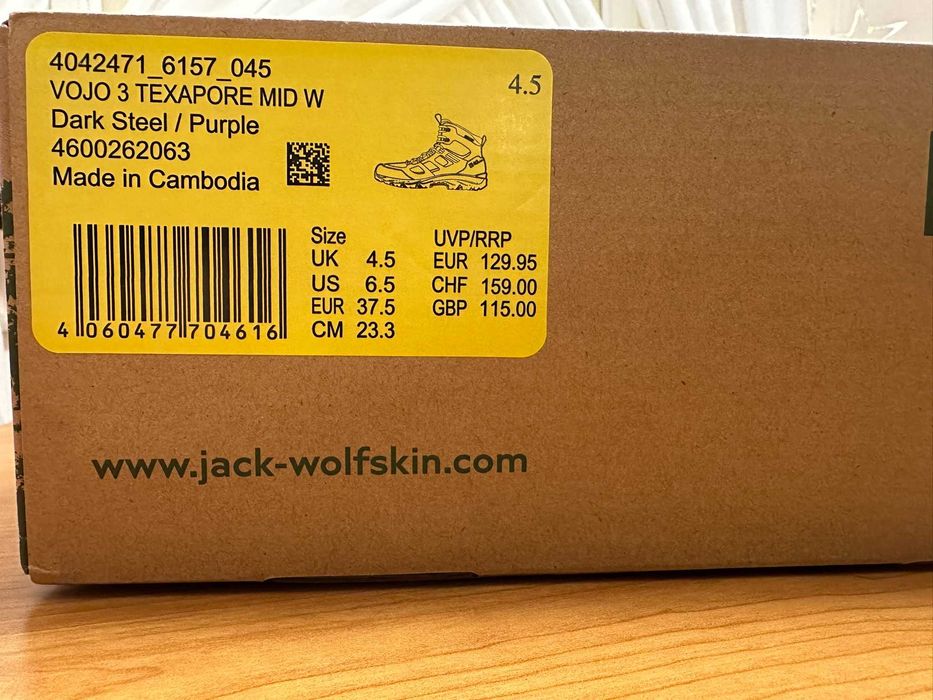 4042471_6157_045
VOJO 3 TEXAPORE MID W
Dark Steel / Purple
4600262063
Made in Cambodia
4.5
4 060477 704616
Size
UK 4.5
US 6.5
EUR 37.5
CM 23.3
UVP/RRP
EUR 129.95
CHF 159.00
GBP 115.00
www.jack-wolfskin.com